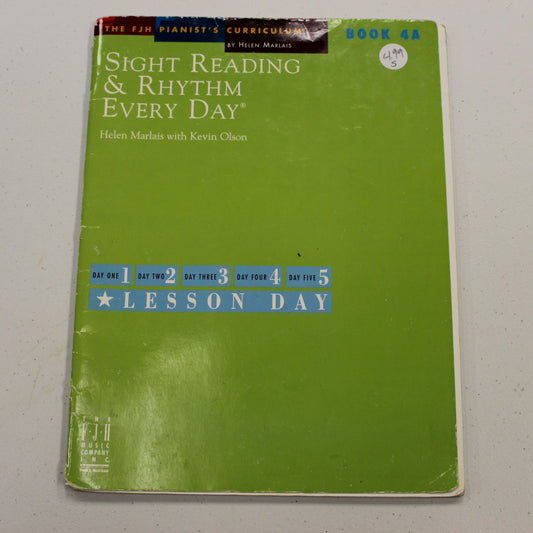 THE FJH PIANIST'S CURRICULUM
BY HELEN MARLAIS
BOOK 4A
4.99
S
SIGHT READING
& RHYTHM
EVERY DAY®
Helen Marlais with Kevin Olson
DAY ONE 1 DAY TWO 2 DAY THREE 3 DAY FOUR 4 DAY FIVE 5
★ LESSON DAY
THE
F·J·H
MUSIC
COMPANY
INC.